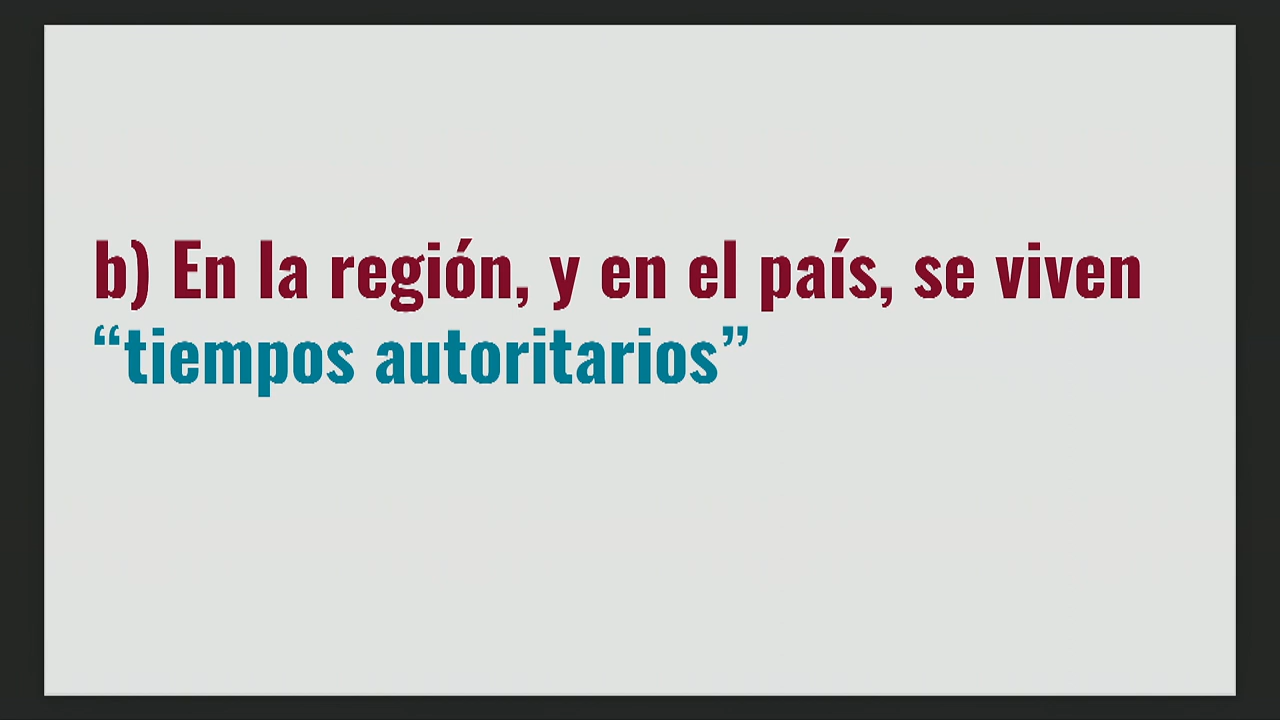 b) En la región, y en el país, se viven
“tiempos autoritarios”